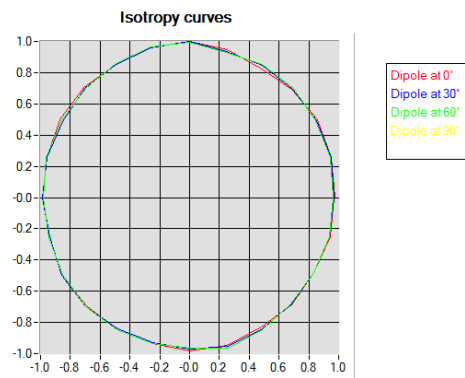 Isotropy curves
1.0
0.8
0.6
0.4
0.2
-0.0
-0.2
-0.4
-0.6
-0.8
-1.0
-1.0 -0.8 -0.6 -0.4 -0.2 -0.0 0.2 0.4 0.6 0.8 1.0
Dipole at 0°
Dipole at 30°
Dipole at 60°
Dipole at 90°